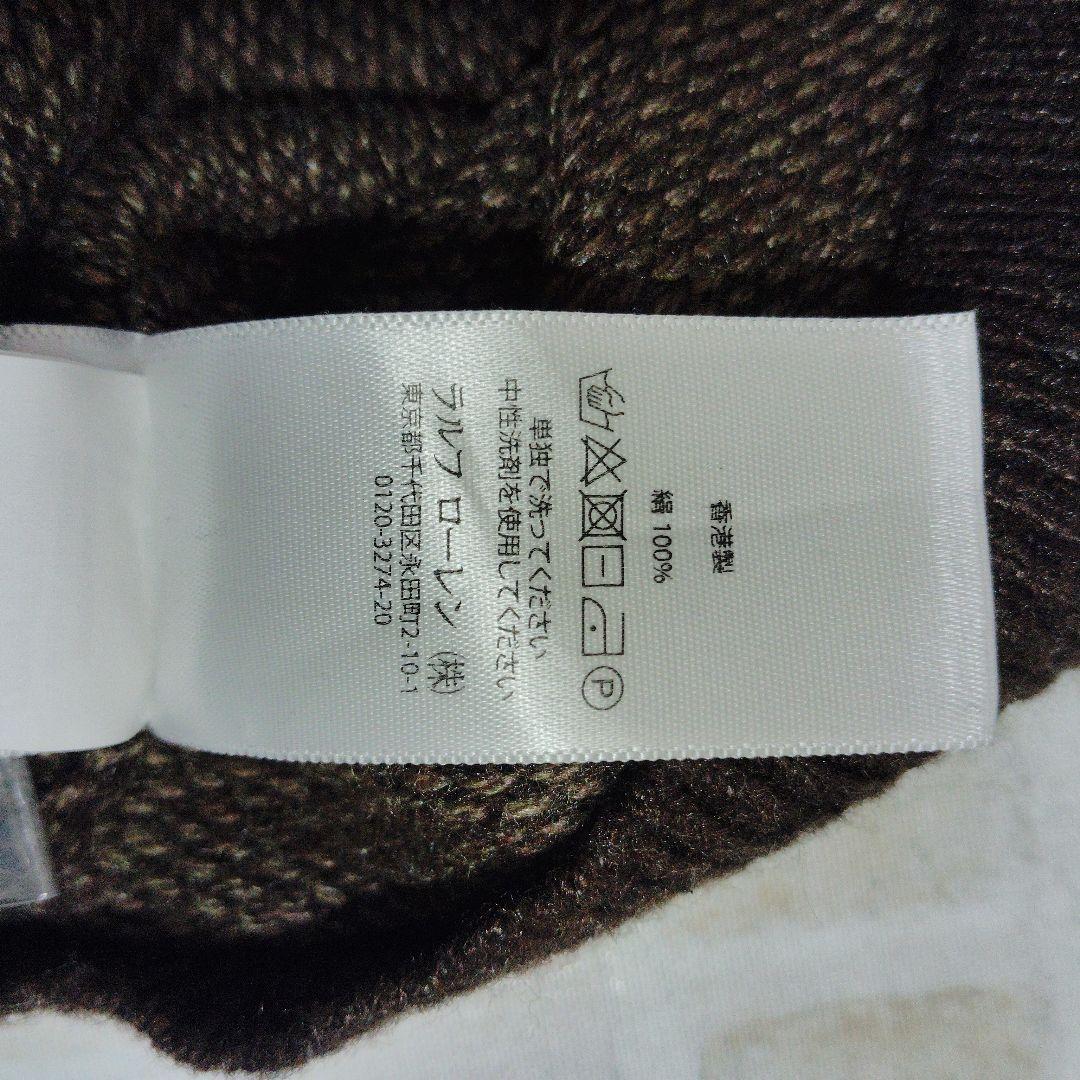 香港製
絹 100%
P
単独で洗ってください
中性洗剤を使用してください
ラルフ ローレン (株)
東京都千代田区永田町2-10-1
0120-3274-20